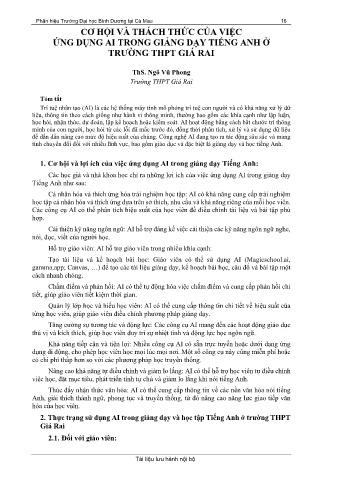 Phân hiệu Trường Đại học Bình Dương tại Cà Mau 16
CƠ HỘI VÀ THÁCH THỨC CỦA VIỆC
ỨNG DỤNG AI TRONG GIẢNG DẠY TIẾNG ANH Ở
TRƯỜNG THPT GIÁ RAI
ThS. Ngô Vũ Phong
Trường THPT Giá Rai
Tóm tắt
Trí tuệ nhân tạo (AI) là các hệ thống máy tính mô phỏng trí tuệ con người và có khả năng xử lý dữ
liệu, thông tin theo cách giống như hành vi thông minh, thường bao gồm các khía cạnh như lập luận,
học hỏi, nhận thức, dự đoán, lập kế hoạch hoặc kiểm soát. AI hoạt động bằng cách bắt chước trí thông
minh của con người, học hỏi từ các lỗi đã mắc trước đó, đồng thời phân tích, xử lý và sử dụng dữ liệu
để dần dần nâng cao mức độ hiệu suất của chúng. Công nghệ AI đang tạo ra tác động sâu sắc và mang
tính chuyển đổi đối với nhiều lĩnh vực, bao gồm giáo dục và đặc biệt là giảng dạy và học tiếng Anh.
1. Cơ hội và lợi ích của việc ứng dụng AI trong giảng dạy Tiếng Anh:
Các học giả và nhà khoa học chỉ ra những lợi ích của việc ứng dụng AI trong giảng dạy
Tiếng Anh như sau:
Cá nhân hóa và thích ứng hóa trải nghiệm học tập: AI có khả năng cung cấp trải nghiệm
học tập cá nhân hóa và thích ứng dựa trên sở thích, nhu cầu và khả năng riêng của mỗi học viên.
Các công cụ AI có thể phân tích hiệu suất của học viên để điều chỉnh tài liệu và bài tập phù
hợp.
Cải thiện kỹ năng ngôn ngữ: AI hỗ trợ đáng kể việc cải thiện các kỹ năng ngôn ngữ nghe,
nói, đọc, viết của người học.
Hỗ trợ giáo viên: AI hỗ trợ giáo viên trong nhiều khía cạnh:
Tạo tài liệu và kế hoạch bài học: Giáo viên có thể sử dụng AI (Magicschool.ai,
gamma.app; Canvas, …) để tạo các tài liệu giảng dạy, kế hoạch bài học, câu đố và bài tập một
cách nhanh chóng.
Chấm điểm và phản hồi: AI có thể tự động hóa việc chấm điểm và cung cấp phản hồi chi
tiết, giúp giáo viên tiết kiệm thời gian.
Quản lý lớp học và hiểu học viên: AI có thể cung cấp thông tin chi tiết về hiệu suất của
từng học viên, giúp giáo viên điều chỉnh phương pháp giảng dạy.
Tăng cường sự tương tác và động lực: Các công cụ AI mang đến các hoạt động giáo dục
thú vị và kích thích, giúp học viên duy trì sự nhiệt tình và động lực học ngôn ngữ.
Khả năng tiếp cận và tiện lợi: Nhiều công cụ AI có sẵn trực tuyến hoặc dưới dạng ứng
dụng di động, cho phép học viên học mọi lúc mọi nơi. Một số công cụ này cũng miễn phí hoặc
có chi phí thấp hơn so với các phương pháp học truyền thống.
Nâng cao khả năng tự điều chỉnh và giảm lo lắng: AI có thể hỗ trợ học viên tự điều chỉnh
việc học, đặt mục tiêu, phát triển tính tự chủ và giảm lo lắng khi nói tiếng Anh.
Thúc đẩy nhận thức văn hóa: AI có thể cung cấp thông tin về các nền văn hóa nói tiếng
Anh, giải thích thành ngữ, phong tục và truyền thống, từ đó nâng cao năng lực giao tiếp văn
hóa của học viên.
2. Thực trạng sử dụng AI trong giảng dạy và học tập Tiếng Anh ở trường THPT
Giá Rai
2.1. Đối với giáo viên:
Tài liệu lưu hành nội bộ